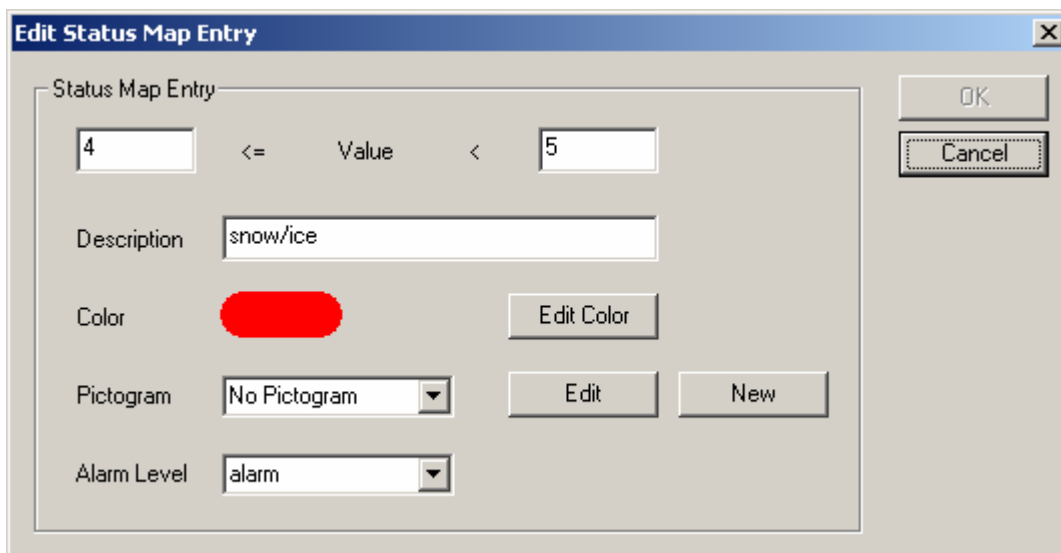 Edit Status Map Entry
Status Map Entry
OK
4 <= Value < 5
Cancel
Description snow/ice
Color Edit Color
Pictogram No Pictogram Edit New
Alarm Level alarm